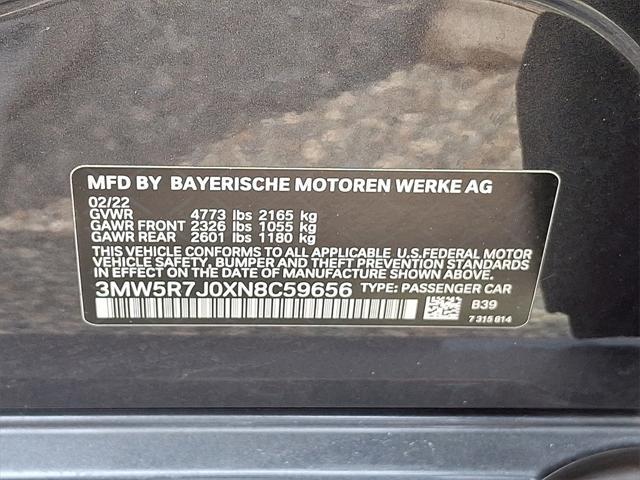 MFD BY BAYERISCHE MOTOREN WERKE AG
02/22
GVWR 4773 lbs 2165 kg
GAWR FRONT 2326 lbs 1055 kg
GAWR REAR 2601 lbs 1180 kg
THIS VEHICLE CONFORMS TO ALL APPLICABLE U.S.FEDERAL MOTOR
VEHICLE SAFETY, BUMPER AND THEFT PREVENTION STANDARDS
IN EFFECT ON THE DATE OF MANUFACTURE SHOWN ABOVE.
3MW5R7J0XN8C59656 TYPE: PASSENGER CAR
B39
7 315 814